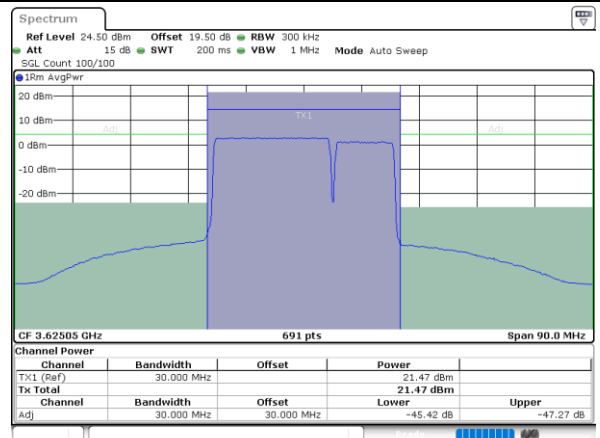 Spectrum
Ref Level 24.50 dBm Offset 19.50 dB RBW 300 kHz
Att 15 dB SWT 200 ms VBW 1 MHz Mode Auto Sweep
SGL Count 100/100
1Rm AvgPwr
20 dBm
10 dBm
TX1
Adj
Adj
0 dBm
-10 dBm
-20 dBm
CF 3.62505 GHz 691 pts Span 90.0 MHz
Channel Power
Channel Bandwidth Offset Power
TX1 (Ref) 30.000 MHz 21.47 dBm
Tx Total 21.47 dBm
Channel Bandwidth Offset Lower Upper
Adj 30.000 MHz 30.000 MHz -45.42 dB -47.27 dB